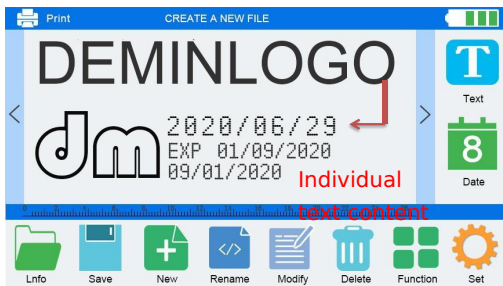 Print
CREATE A NEW FILE
DEMINLOGO
T
Text
dm
2020/06/29
EXP 01/09/2020
09/01/2020
Individual
text content
8
Date
Lnfo
Save
New
</>
Rename
Modify
Delete
Function
Set